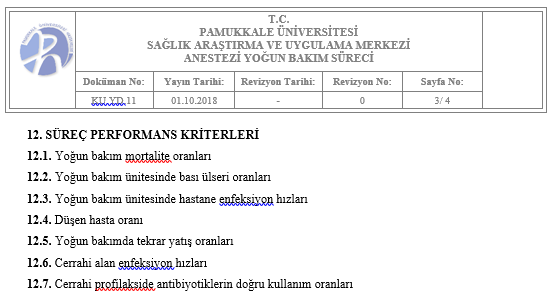 T.C.
PAMUKKALE ÜNİVERSİTESİ
SAĞLIK ARAŞTIRMA VE UYGULAMA MERKEZİ
ANESTEZİ YOĞUN BAKIM SÜRECİ
Doküman No: Yayın Tarihi: Revizyon Tarihi: Revizyon No: Sayfa No:
KU.YD.11 01.10.2018 - 0 3/ 4
12. SÜREÇ PERFORMANS KRİTERLERİ
12.1. Yoğun bakım mortalite oranları
12.2. Yoğun bakım ünitesinde bası ülseri oranları
12.3. Yoğun bakım ünitesinde hastane enfeksiyon hızları
12.4. Düşen hasta oranı
12.5. Yoğun bakımda tekrar yatış oranları
12.6. Cerrahi alan enfeksiyon hızları
12.7. Cerrahi profilakside antibiyotiklerin doğru kullanım oranları